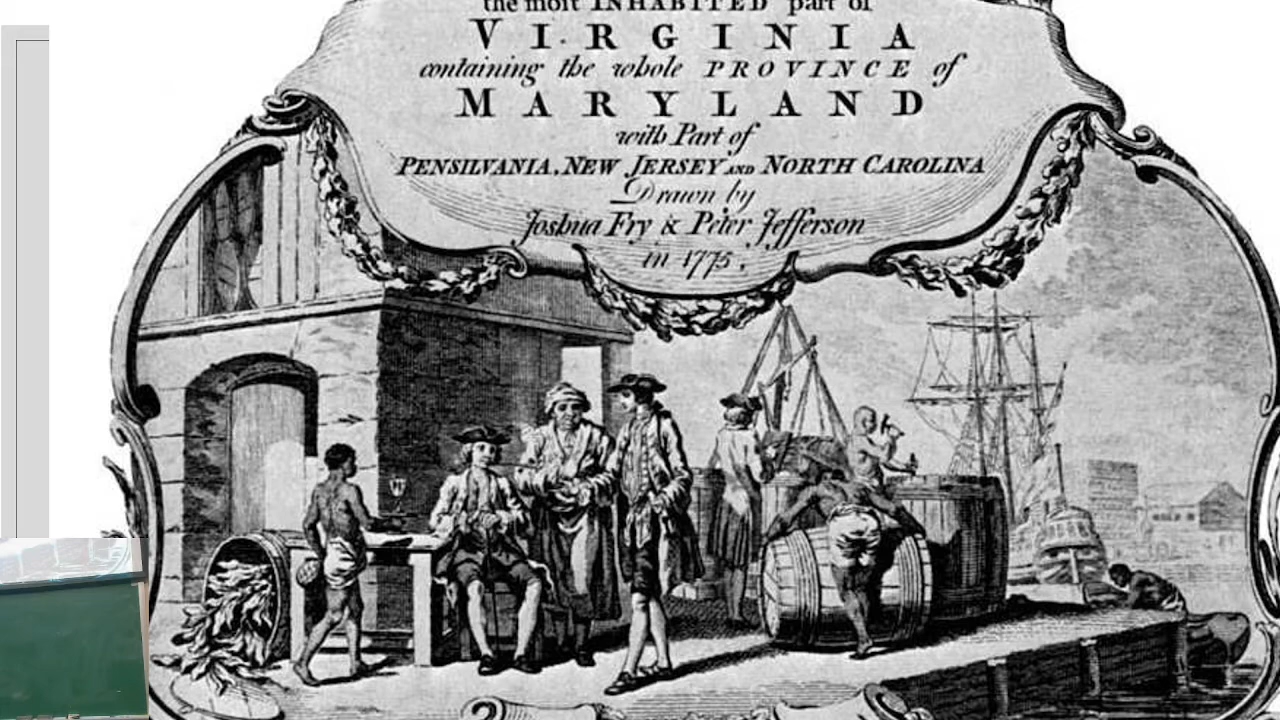 the most INHABITED part of
VIRGINIA
containing the whole PROVINCE of
MARYLAND
with Part of
PENSILVANIA, NEW JERSEY AND NORTH CAROLINA
Drawn by
Joshua Fry & Peter Jefferson
in 1775.